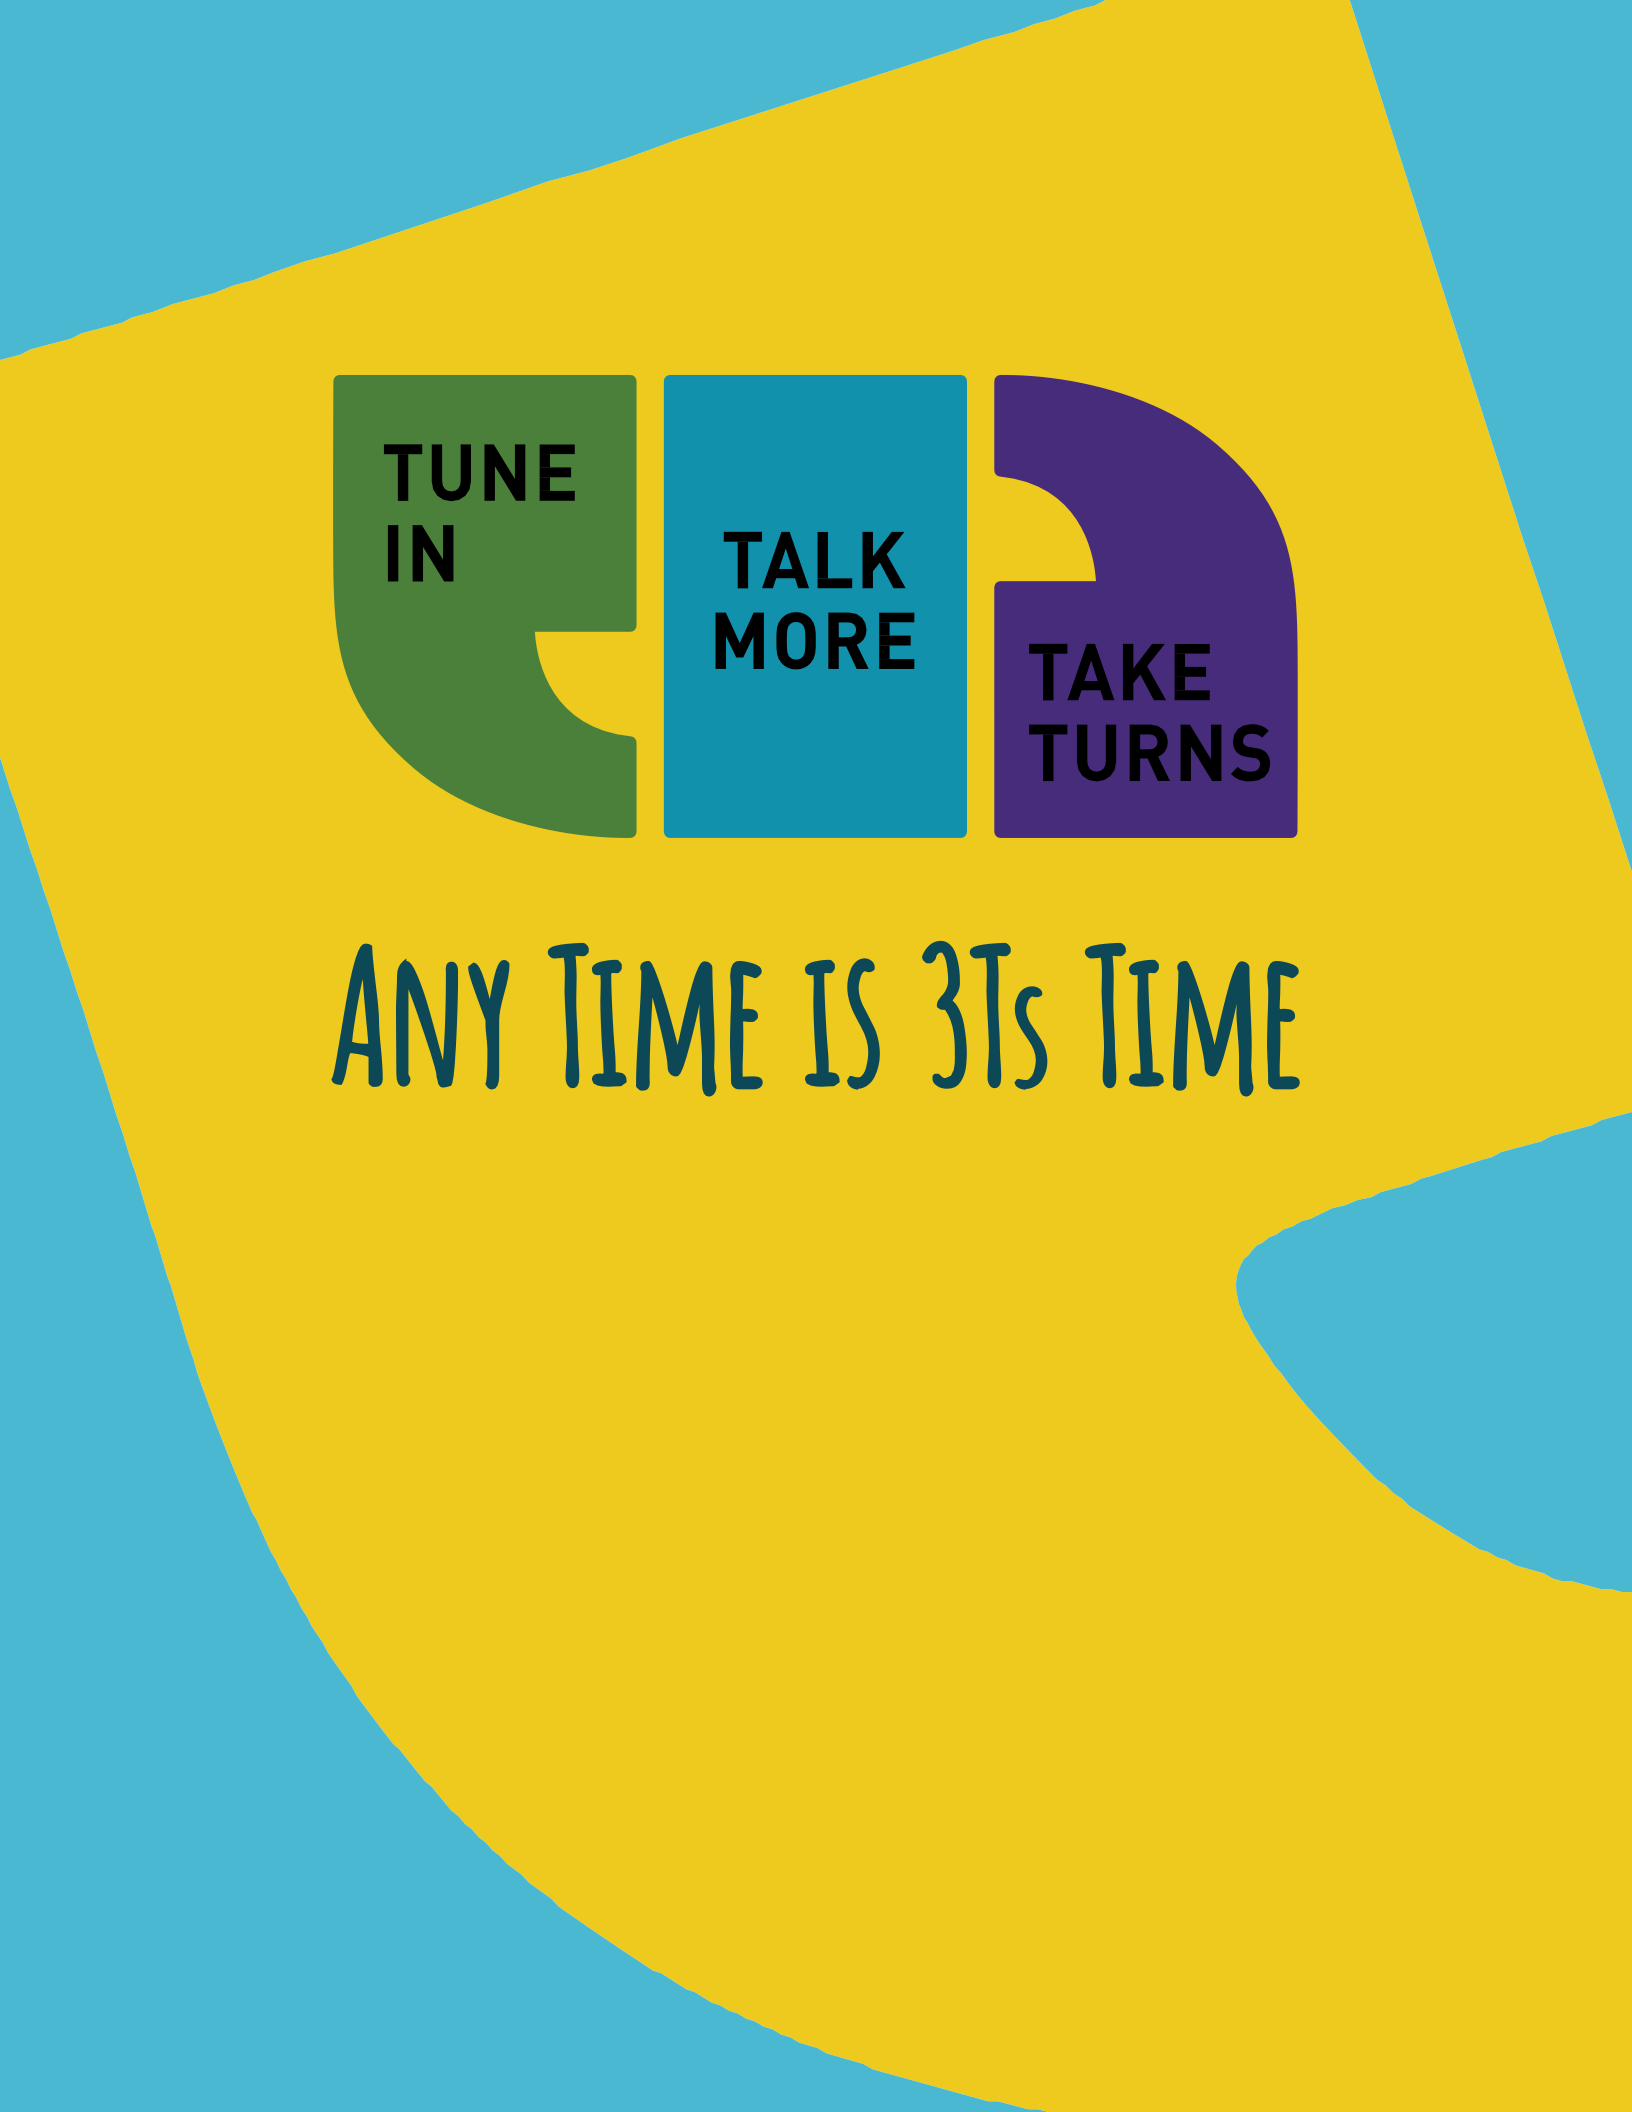 TUNE
IN
TALK
MORE
TAKE
TURNS
ANY TIME IS 3Ts TIME